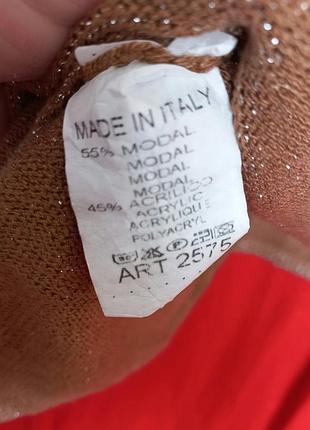 MADE IN ITALY
55% MODAL
MODAL
MODAL
MODAL
45% ACRILICO
ACRYLIC
ACRYLIQUE
POLYACRYL
ART 2575